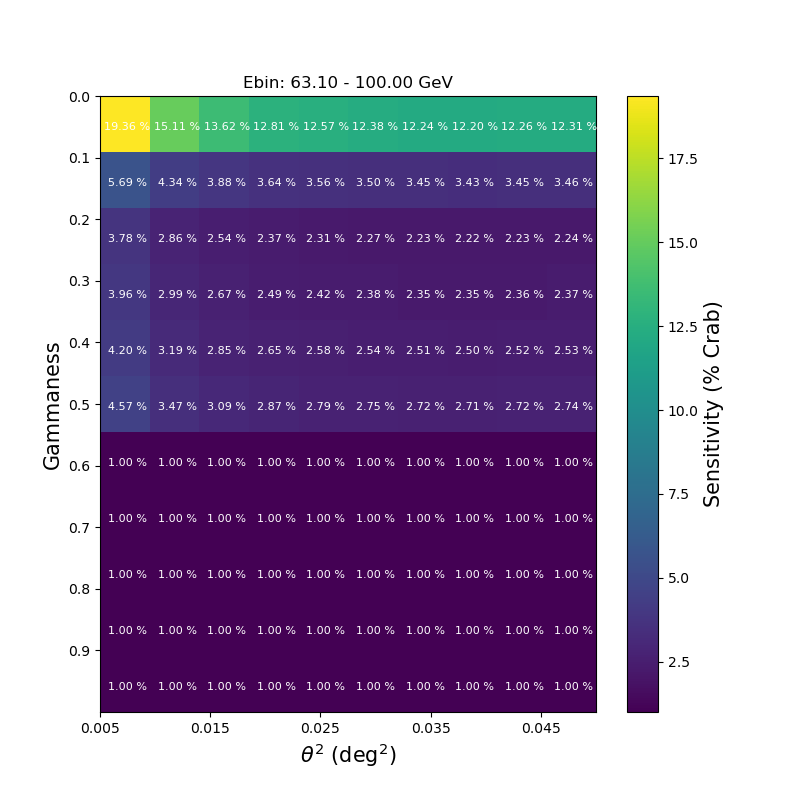 Ebin: 63.10 - 100.00 GeV
0.0
19.36 % 15.11 % 13.62 % 12.81 % 12.57 % 12.38 % 12.24 % 12.20 % 12.26 % 12.31 %
0.1
5.69 % 4.34 % 3.88 % 3.64 % 3.56 % 3.50 % 3.45 % 3.43 % 3.45 % 3.46 %
0.2
3.78 % 2.86 % 2.54 % 2.37 % 2.31 % 2.27 % 2.23 % 2.22 % 2.23 % 2.24 %
0.3
3.96 % 2.99 % 2.67 % 2.49 % 2.42 % 2.38 % 2.35 % 2.35 % 2.36 % 2.37 %
0.4
4.20 % 3.19 % 2.85 % 2.65 % 2.58 % 2.54 % 2.51 % 2.50 % 2.52 % 2.53 %
0.5
4.57 % 3.47 % 3.09 % 2.87 % 2.79 % 2.75 % 2.72 % 2.71 % 2.72 % 2.74 %
0.6
1.00 % 1.00 % 1.00 % 1.00 % 1.00 % 1.00 % 1.00 % 1.00 % 1.00 % 1.00 %
0.7
1.00 % 1.00 % 1.00 % 1.00 % 1.00 % 1.00 % 1.00 % 1.00 % 1.00 % 1.00 %
0.8
1.00 % 1.00 % 1.00 % 1.00 % 1.00 % 1.00 % 1.00 % 1.00 % 1.00 % 1.00 %
0.9
1.00 % 1.00 % 1.00 % 1.00 % 1.00 % 1.00 % 1.00 % 1.00 % 1.00 % 1.00 %
1.00 % 1.00 % 1.00 % 1.00 % 1.00 % 1.00 % 1.00 % 1.00 % 1.00 % 1.00 %
Gammaness
0.005 0.015 0.025 0.035 0.045
θ² (deg²)
17.5
15.0
12.5
10.0
7.5
5.0
2.5
Sensitivity (% Crab)